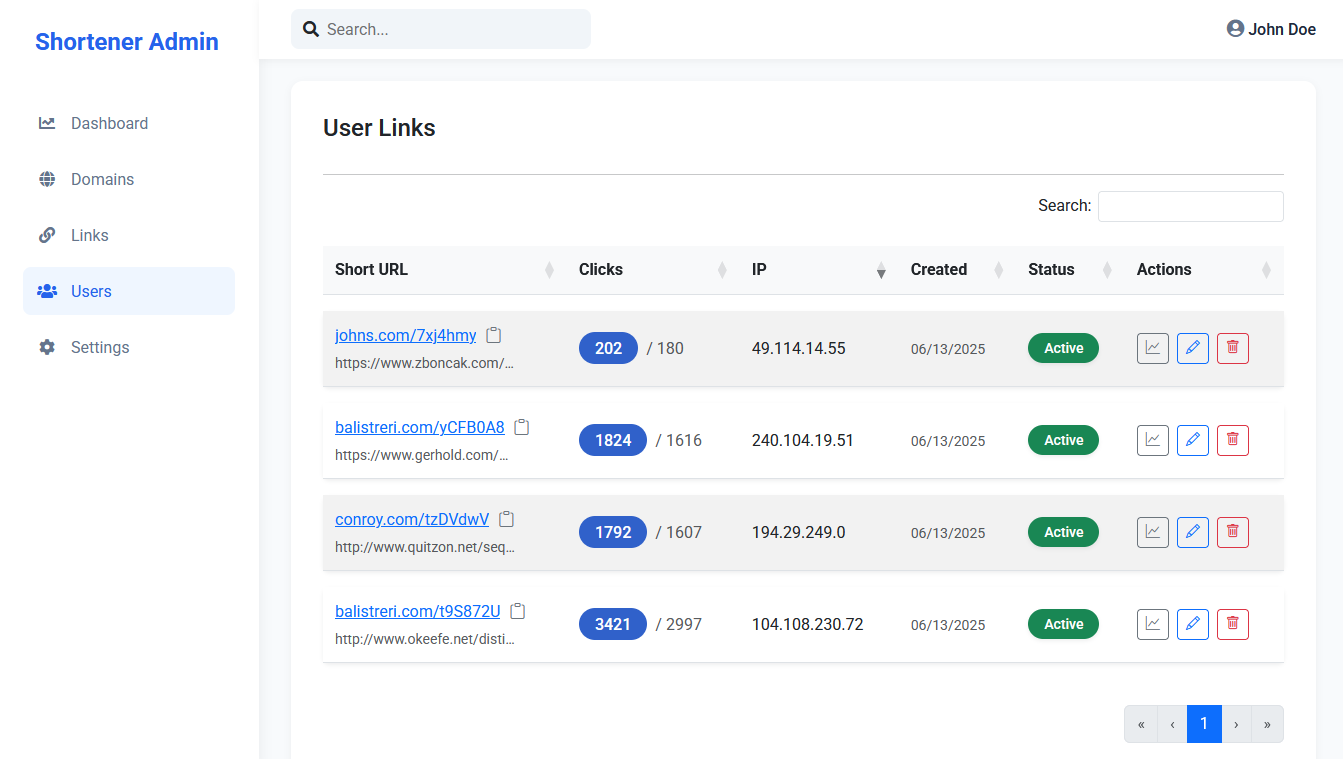 Shortener Admin
Search...
John Doe
Dashboard
Domains
Links
Users
Settings
User Links
Search:
Short URL Clicks IP Created Status Actions
johns.com/7xj4hmy
https://www.zboncak.com/...
202 / 180 49.114.14.55 06/13/2025 Active
balistreri.com/yCFB0A8
https://www.gerhold.com/...
1824 / 1616 240.104.19.51 06/13/2025 Active
conroy.com/tzDVdwV
http://www.quitzon.net/seq...
1792 / 1607 194.29.249.0 06/13/2025 Active
balistreri.com/t9S872U
http://www.okeefe.net/disti...
3421 / 2997 104.108.230.72 06/13/2025 Active
« ‹ 1 › »